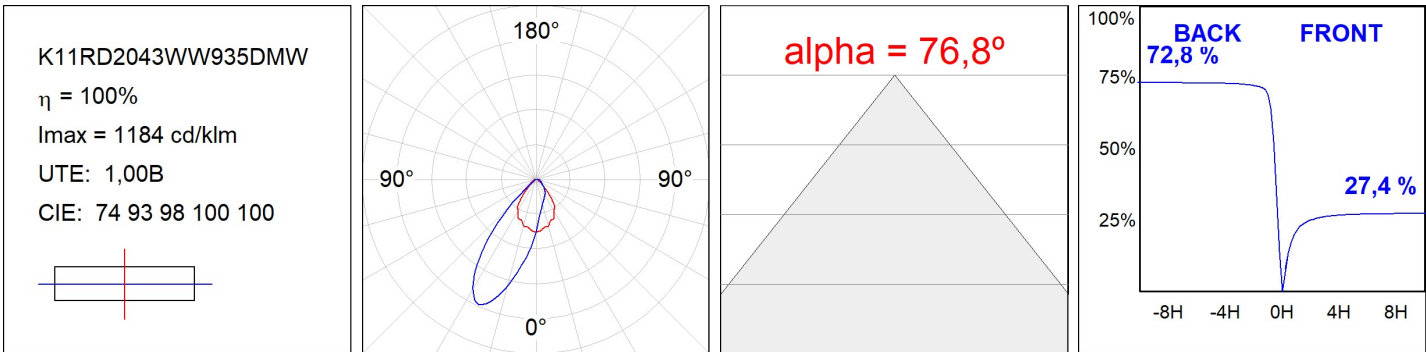 K11RD2043WW935DMW
η = 100%
Imax = 1184 cd/klm
UTE: 1,00B
CIE: 74 93 98 100 100
180°
90°
90°
0°
alpha = 76,8º
100%
75%
50%
25%
BACK
FRONT
72,8 %
27,4 %
-8H
-4H
0H
4H
8H